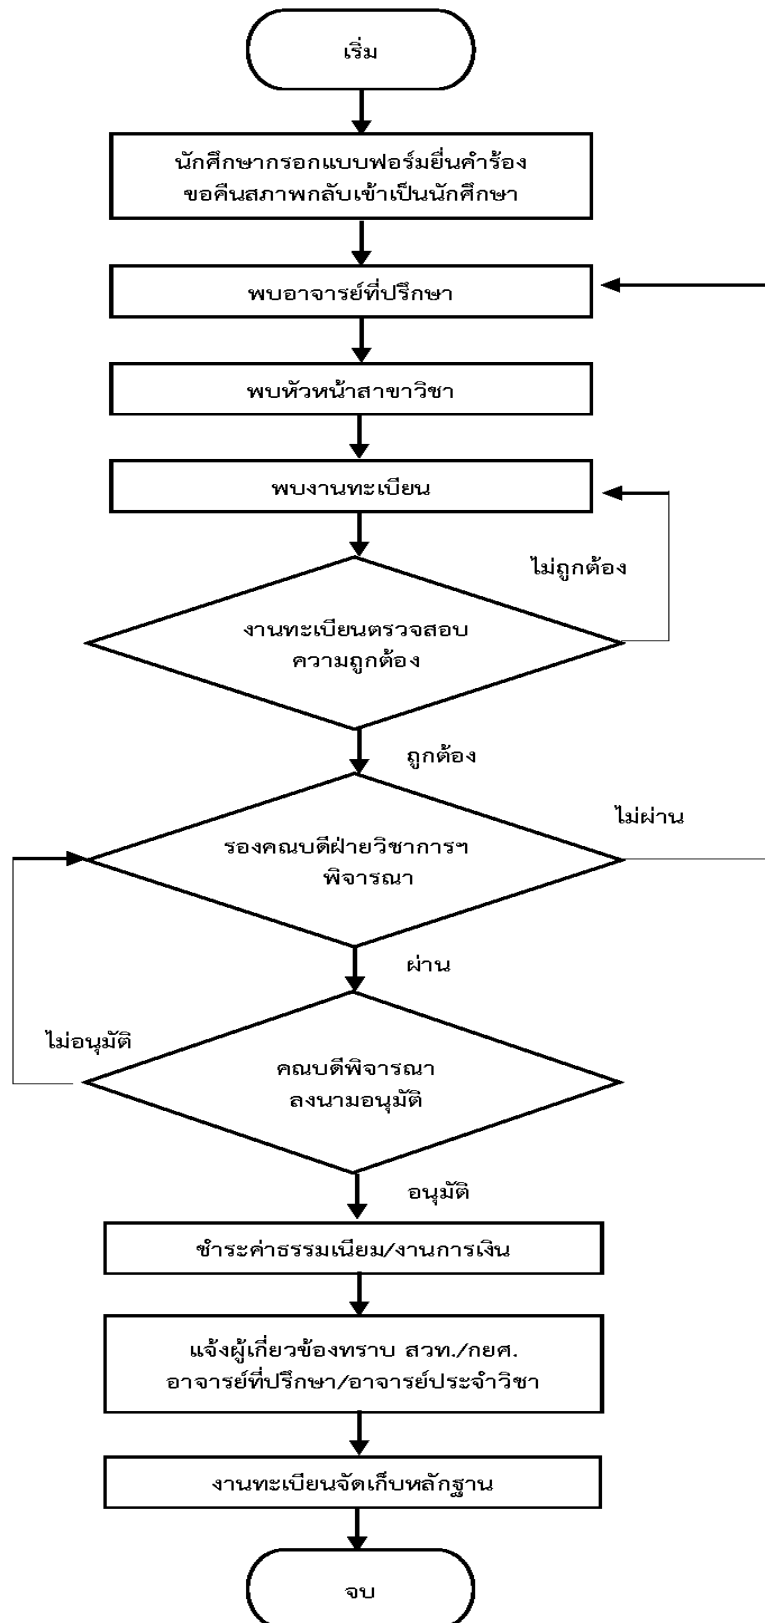 เริ่ม
นักศึกษากรอกแบบฟอร์มยื่นคำร้อง
ขอคืนสภาพกลับเข้าเป็นนักศึกษา
พบอาจารย์ที่ปรึกษา
พบหัวหน้าสาขาวิชา
พบงานทะเบียน
ไม่ถูกต้อง
งานทะเบียนตรวจสอบ
ความถูกต้อง
ถูกต้อง
ไม่ผ่าน
รองคณบดีฝ่ายวิชาการฯ
พิจารณา
ผ่าน
ไม่อนุมัติ
คณบดีพิจารณา
ลงนามอนุมัติ
อนุมัติ
ชำระค่าธรรมเนียม/งานการเงิน
แจ้งผู้เกี่ยวข้องทราบ สวท./กยศ.
อาจารย์ที่ปรึกษา/อาจารย์ประจำวิชา
งานทะเบียนจัดเก็บหลักฐาน
จบ